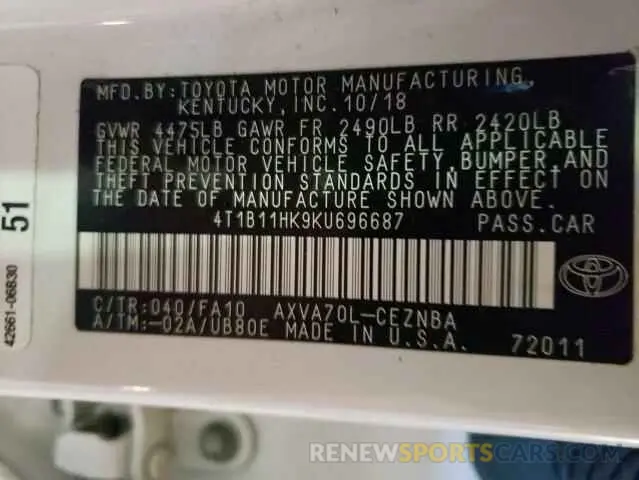 MFD.BY:TOYOTA MOTOR MANUFACTURING,
KENTUCKY, INC.10/18
GVWR 4475LB GAWR FR 2490LB RR 2420LB
THIS VEHICLE CONFORMS TO ALL APPLICABLE
FEDERAL MOTOR VEHICLE SAFETY,BUMPER,AND
THEFT PREVENTION STANDARDS IN EFFECT ON
THE DATE OF MANUFACTURE SHOWN ABOVE.
4T1B11HK9KU696687 PASS.CAR
C/TR:040/FA10 AXVA70L-CEZNBA
A/TM:-02A/UB80E MADE IN U.S.A. 72011
51
42661-06B30
RENEWSPORTSCARS.COM